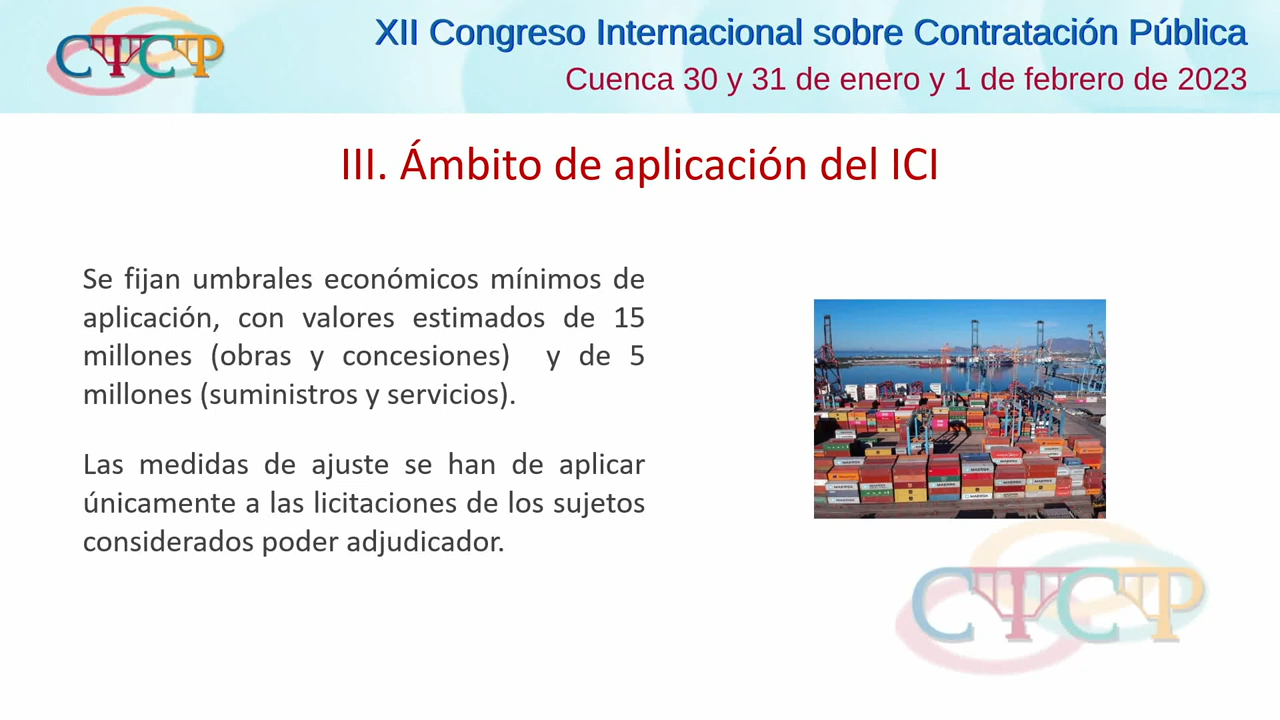 CTCTP
XII Congreso Internacional sobre Contratación Pública
Cuenca 30 y 31 de enero y 1 de febrero de 2023
III. Ámbito de aplicación del ICI
Se fijan umbrales económicos mínimos de
aplicación, con valores estimados de 15
millones (obras y concesiones) y de 5
millones (suministros y servicios).
Las medidas de ajuste se han de aplicar
únicamente a las licitaciones de los sujetos
considerados poder adjudicador.